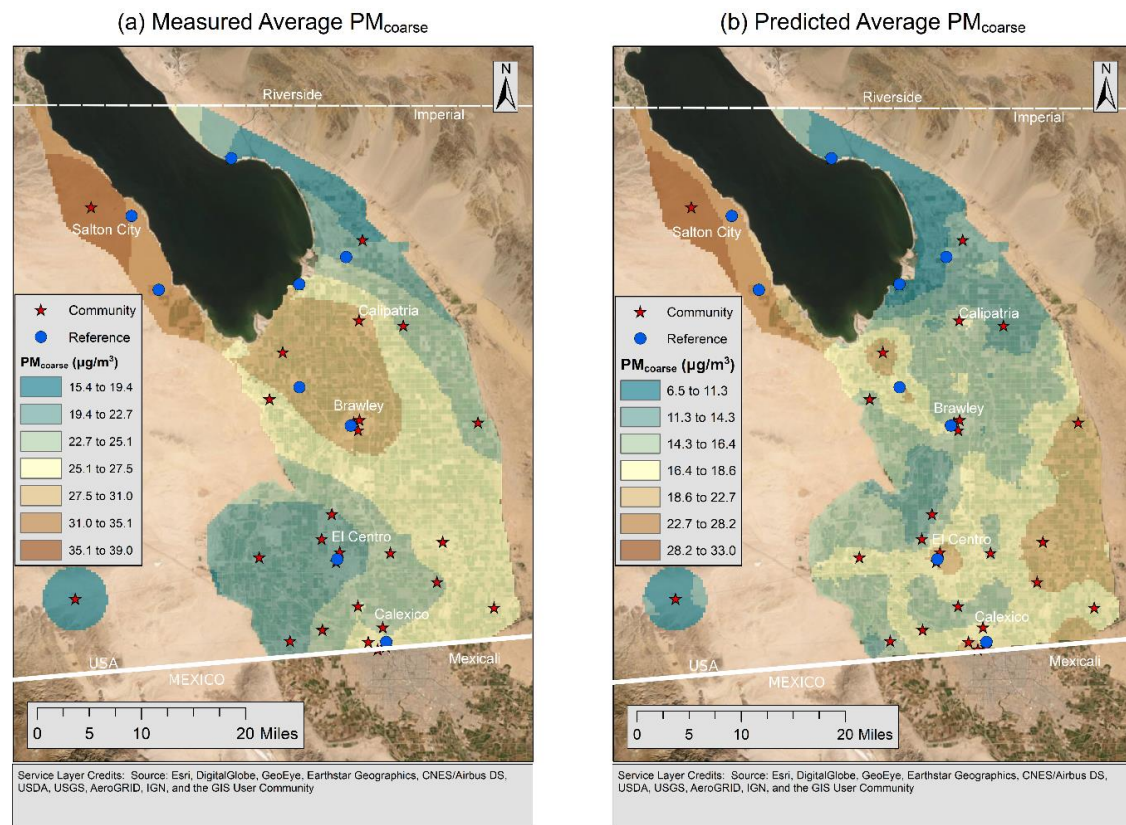 (a) Measured Average PMcoarse
N
Riverside
Imperial
Salton City
Community
Reference
PMcoarse (µg/m³)
15.4 to 19.4
19.4 to 22.7
22.7 to 25.1
25.1 to 27.5
27.5 to 31.0
31.0 to 35.1
35.1 to 39.0
Calipatria
Brawley
El Centro
Calexico
USA
MEXICO
Mexicali
0 5 10 20 Miles
Service Layer Credits: Source: Esri, DigitalGlobe, GeoEye, Earthstar Geographics, CNES/Airbus DS,
USDA, USGS, AeroGRID, IGN, and the GIS User Community
(b) Predicted Average PMcoarse
N
Riverside
Imperial
Salton City
Community
Reference
PMcoarse (µg/m³)
6.5 to 11.3
11.3 to 14.3
14.3 to 16.4
16.4 to 18.6
18.6 to 22.7
22.7 to 28.2
28.2 to 33.0
Calipatria
Brawley
El Centro
Calexico
USA
MEXICO
Mexicali
0 5 10 20 Miles
Service Layer Credits: Source: Esri, DigitalGlobe, GeoEye, Earthstar Geographics, CNES/Airbus DS,
USDA, USGS, AeroGRID, IGN, and the GIS User Community